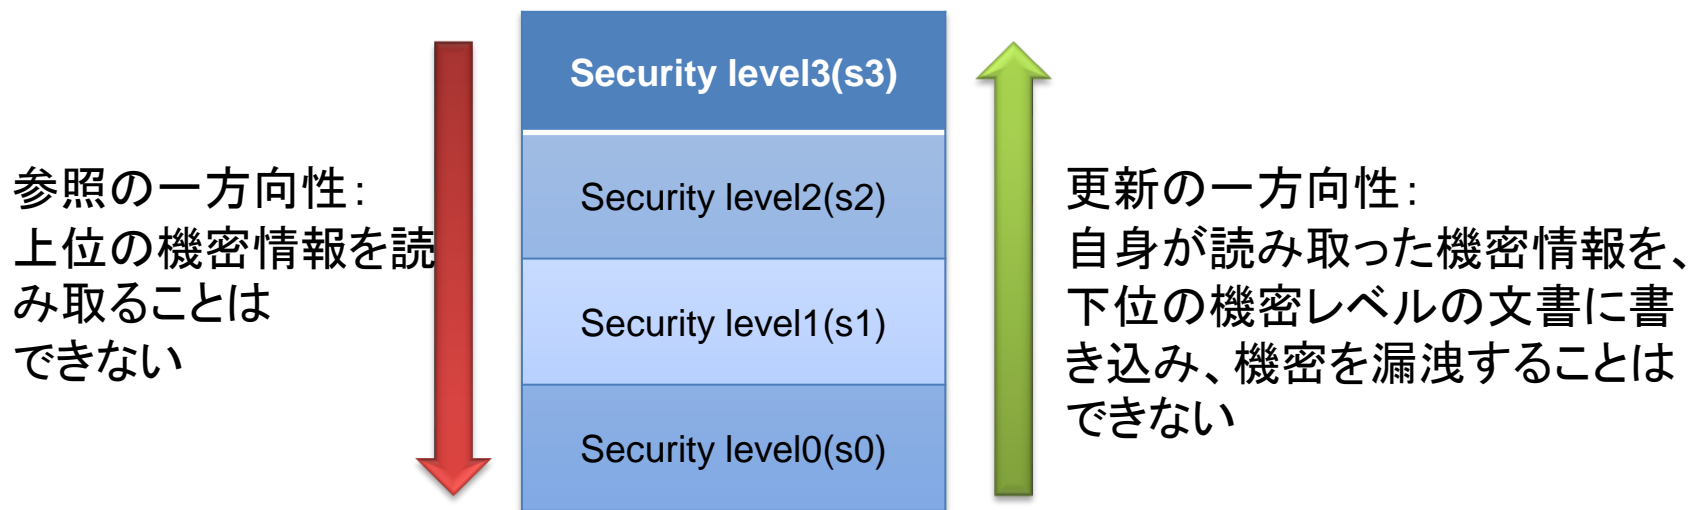 参照の一方向性：
上位の機密情報を読
み取ることは
できない
Security level3(s3)
Security level2(s2)
Security level1(s1)
Security level0(s0)
更新の一方向性：
自身が読み取った機密情報を、
下位の機密レベルの文書に書
き込み、機密を漏洩することは
できない